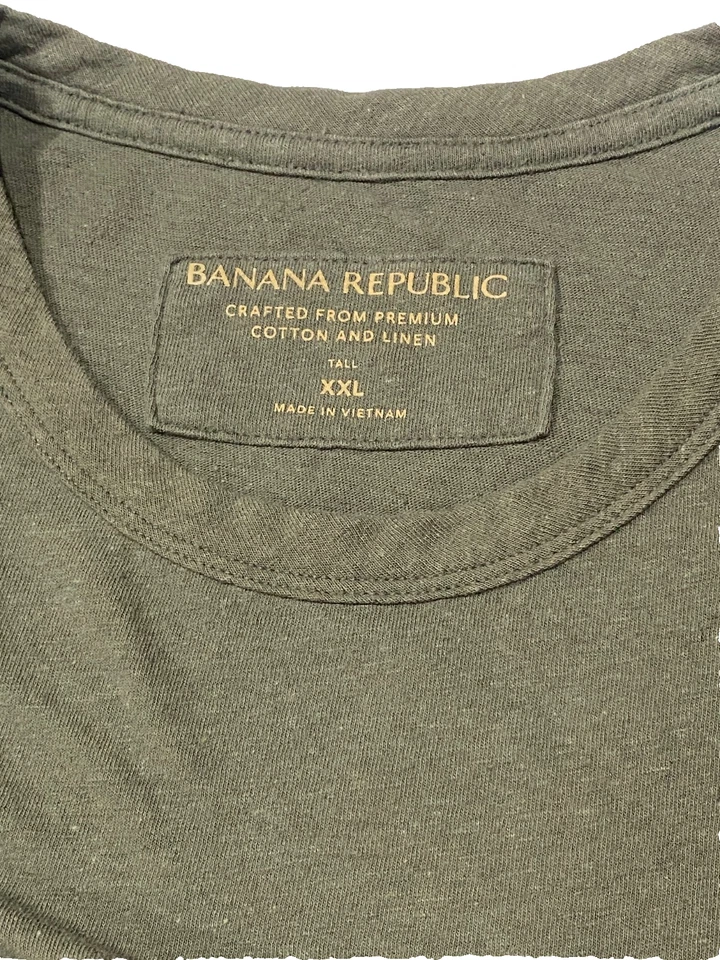 BANANA REPUBLIC
CRAFTED FROM PREMIUM
COTTON AND LINEN
TALL
XXL
MADE IN VIETNAM